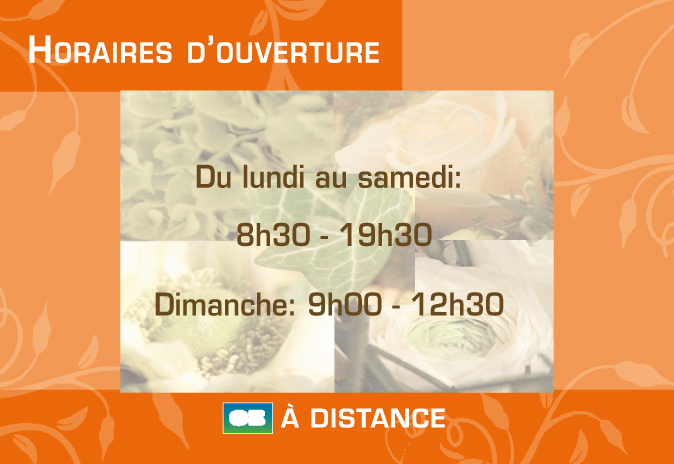 Horaires d'ouverture
Du lundi au samedi:
8h30 - 19h30
Dimanche: 9h00 - 12h30
CB À DISTANCE